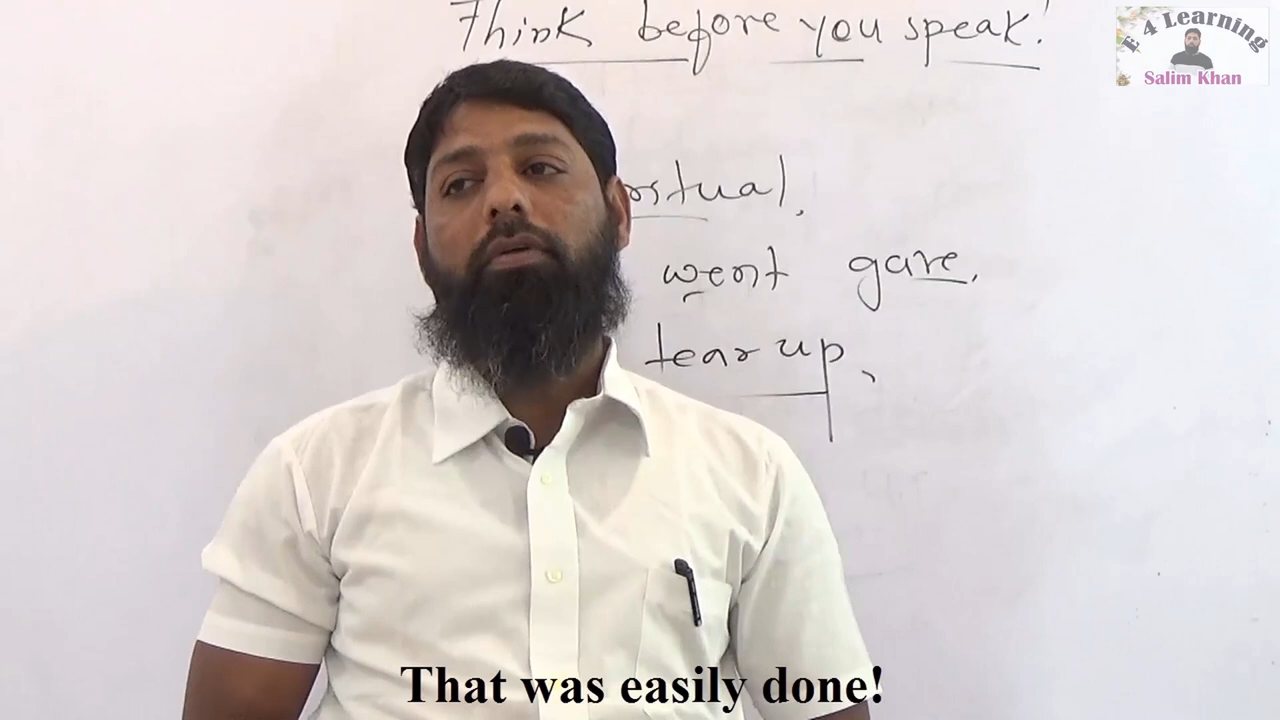 Think before you speak!
E 4 Learning
Salim Khan
went gave.
tear up,
That was easily done!